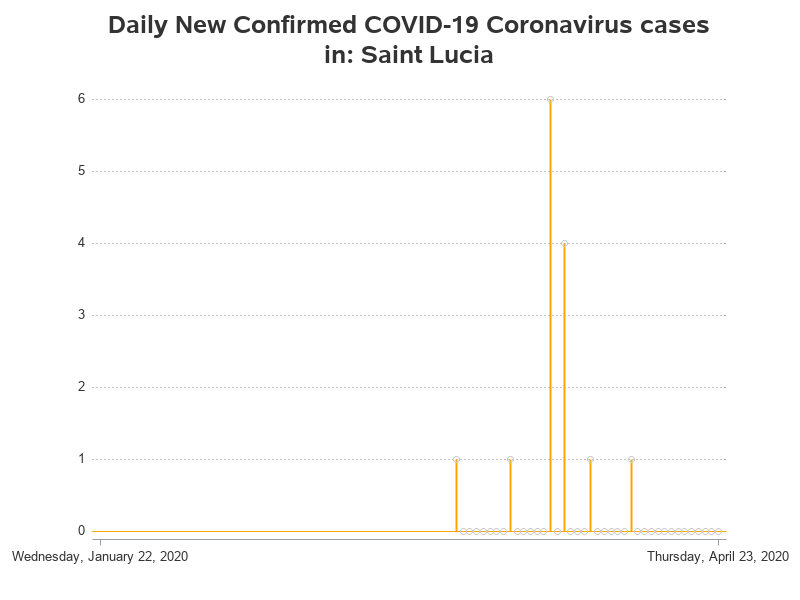 Daily New Confirmed COVID-19 Coronavirus cases
in: Saint Lucia
6
5
4
3
2
1
0
Wednesday, January 22, 2020
Thursday, April 23, 2020